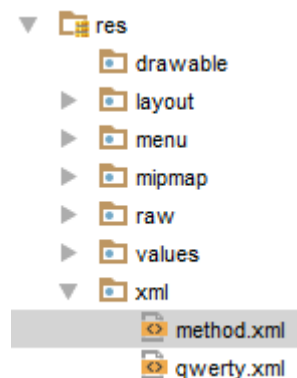 res
drawable
layout
menu
mipmap
raw
values
xml
method.xml
qwerty.xml